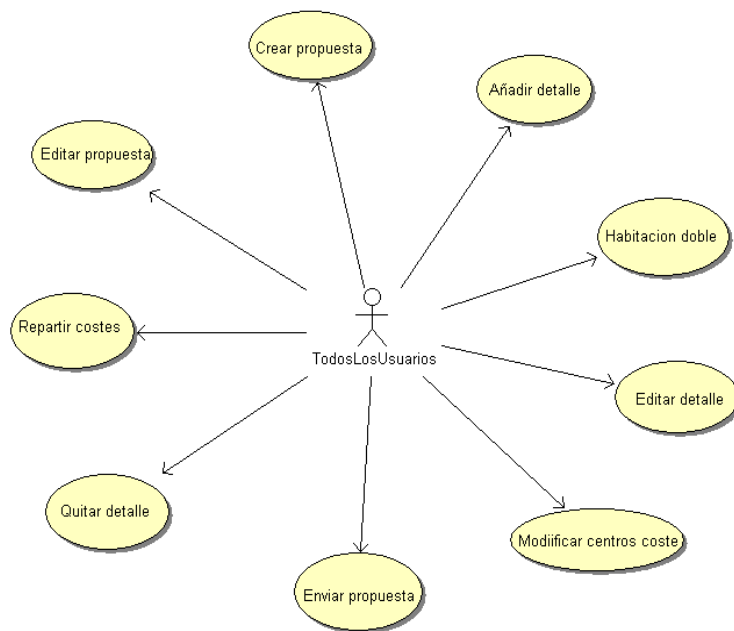 Crear propuesta
Añadir detalle
Editar propuesta
Habitacion doble
Repartir costes
TodosLosUsuarios
Editar detalle
Quitar detalle
Modiificar centros coste
Enviar propuesta